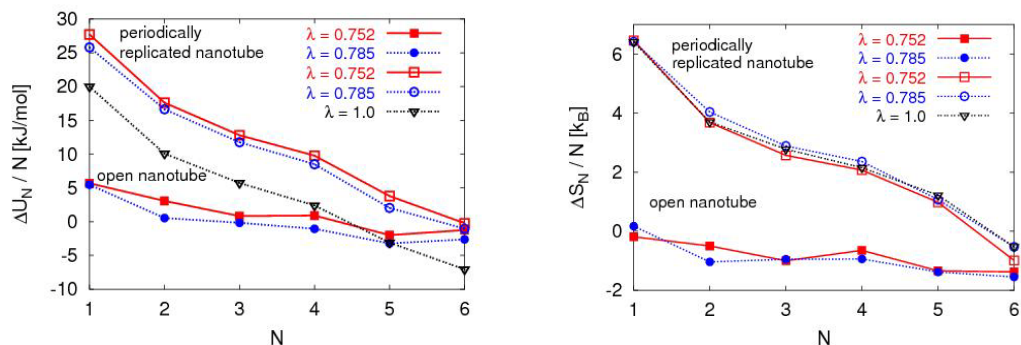 30
25
20
15
10
5
0
-5
-10
ΔU_N / N [kJ/mol]
periodically
replicated nanotube
open nanotube
λ = 0.752
λ = 0.785
λ = 0.752
λ = 0.785
λ = 1.0
1 2 3 4 5 6
N
6
4
2
0
-2
ΔS_N / N [k_B]
periodically
replicated nanotube
open nanotube
λ = 0.752
λ = 0.785
λ = 0.752
λ = 0.785
λ = 1.0
1 2 3 4 5 6
N